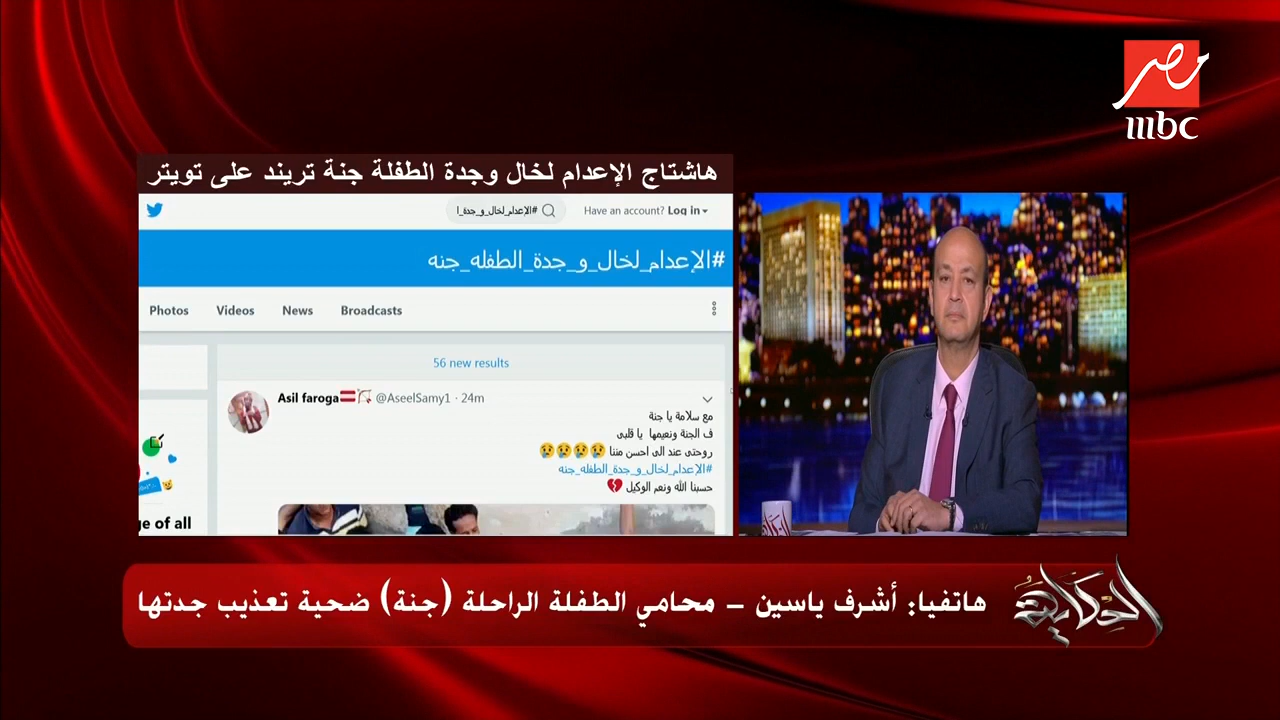 مصر
mbc
هاشتاج الإعدام لخال وجدة الطفلة جنة تريند على تويتر
#الإعدام_لخال_و_جدة_ا
Have an account? Log in
#الإعدام_لخال_و_جدة_الطفله_جنه
Photos Videos News Broadcasts
56 new results
Asil faroga @AseelSamy1 · 24m
مع سلامة يا جنة
ف الجنة ونعيمها يا قلبى
روحتى عند الى احسن مننا 😢😢😢😢
#الإعدام_لخال_و_جدة_الطفله_جنه
حسبنا الله ونعم الوكيل 💔
ge of all
الحكاية
هاتفيا: أشرف ياسين - محامي الطفلة الراحلة (جنة) ضحية تعذيب جدتها
الحكاية